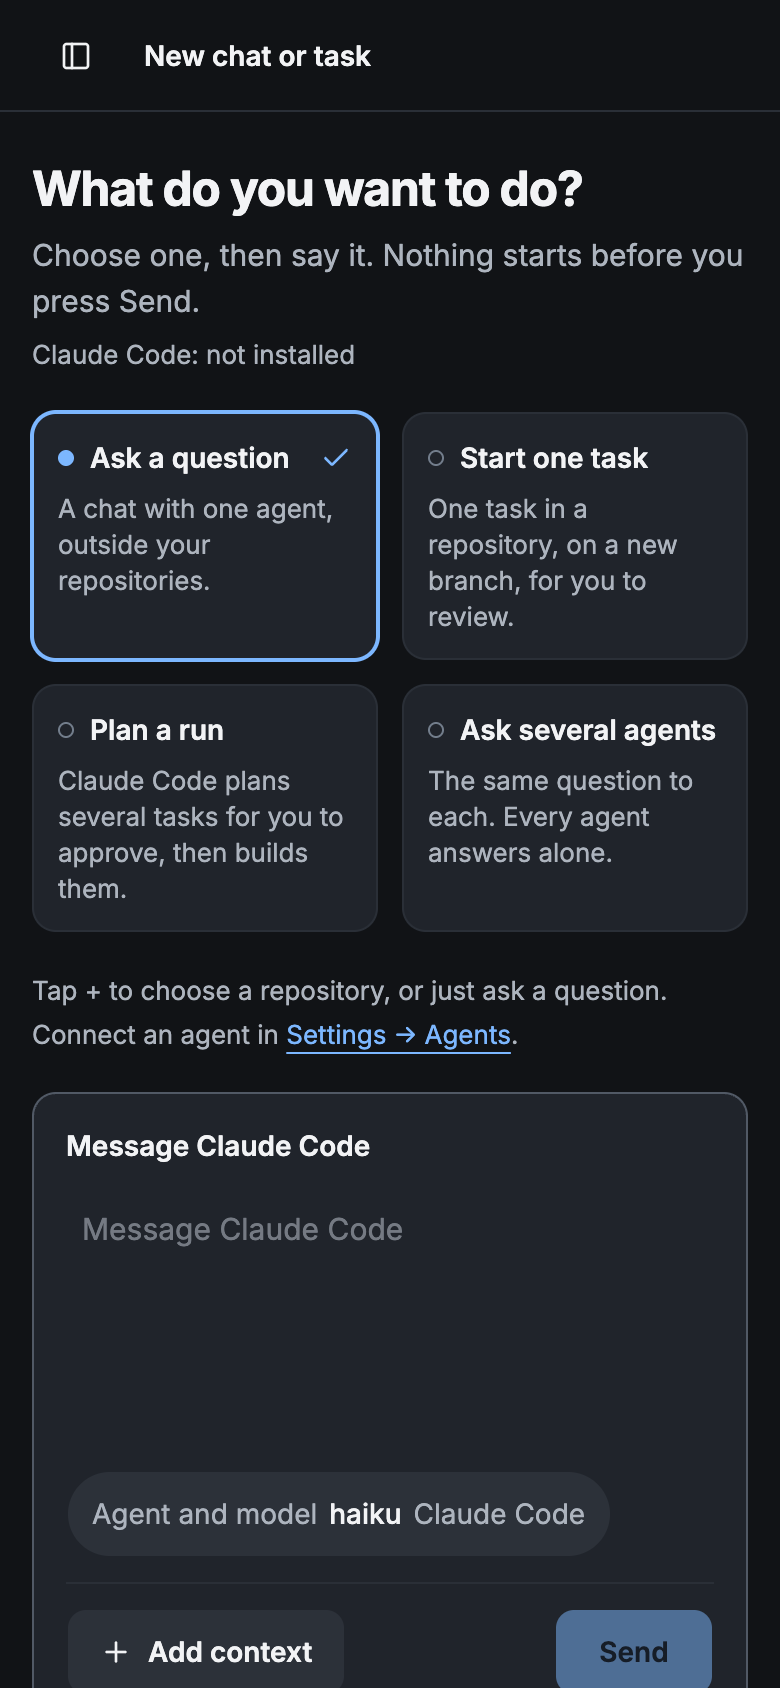 New chat or task
What do you want to do?
Choose one, then say it. Nothing starts before you
press Send.
Claude Code: not installed
Ask a question
A chat with one agent,
outside your
repositories.
Start one task
One task in a
repository, on a new
branch, for you to
review.
Plan a run
Claude Code plans
several tasks for you to
approve, then builds
them.
Ask several agents
The same question to
each. Every agent
answers alone.
Tap + to choose a repository, or just ask a question.
Connect an agent in Settings → Agents.
Message Claude Code
Message Claude Code
Agent and model haiku Claude Code
+ Add context
Send